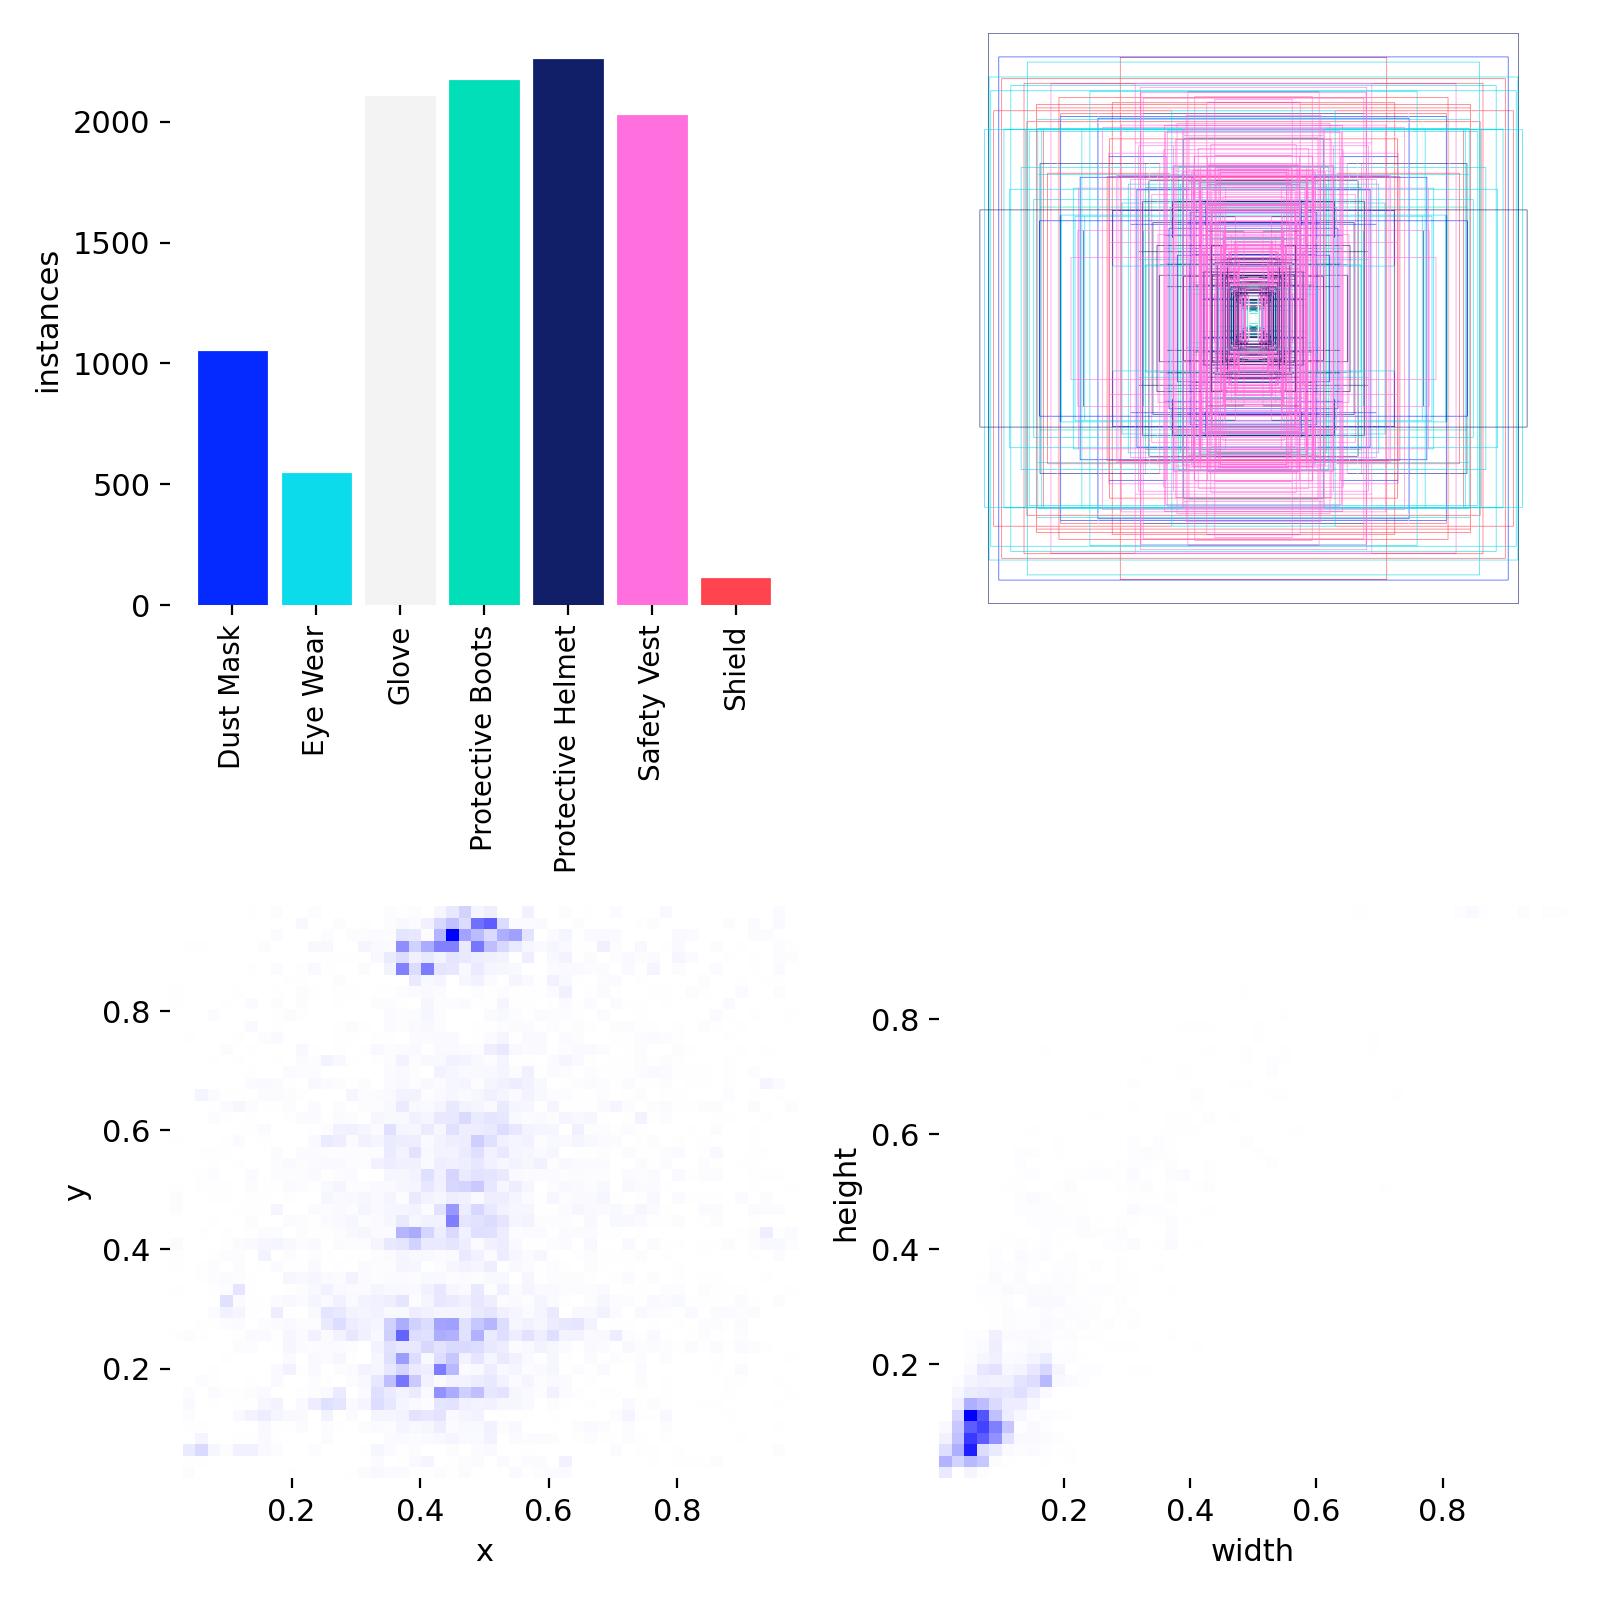 instances
2000
1500
1000
500
0
Dust Mask
Eye Wear
Glove
Protective Boots
Protective Helmet
Safety Vest
Shield
y
0.8
0.6
0.4
0.2
0.2 0.4 0.6 0.8
x
height
0.8
0.6
0.4
0.2
0.2 0.4 0.6 0.8
width